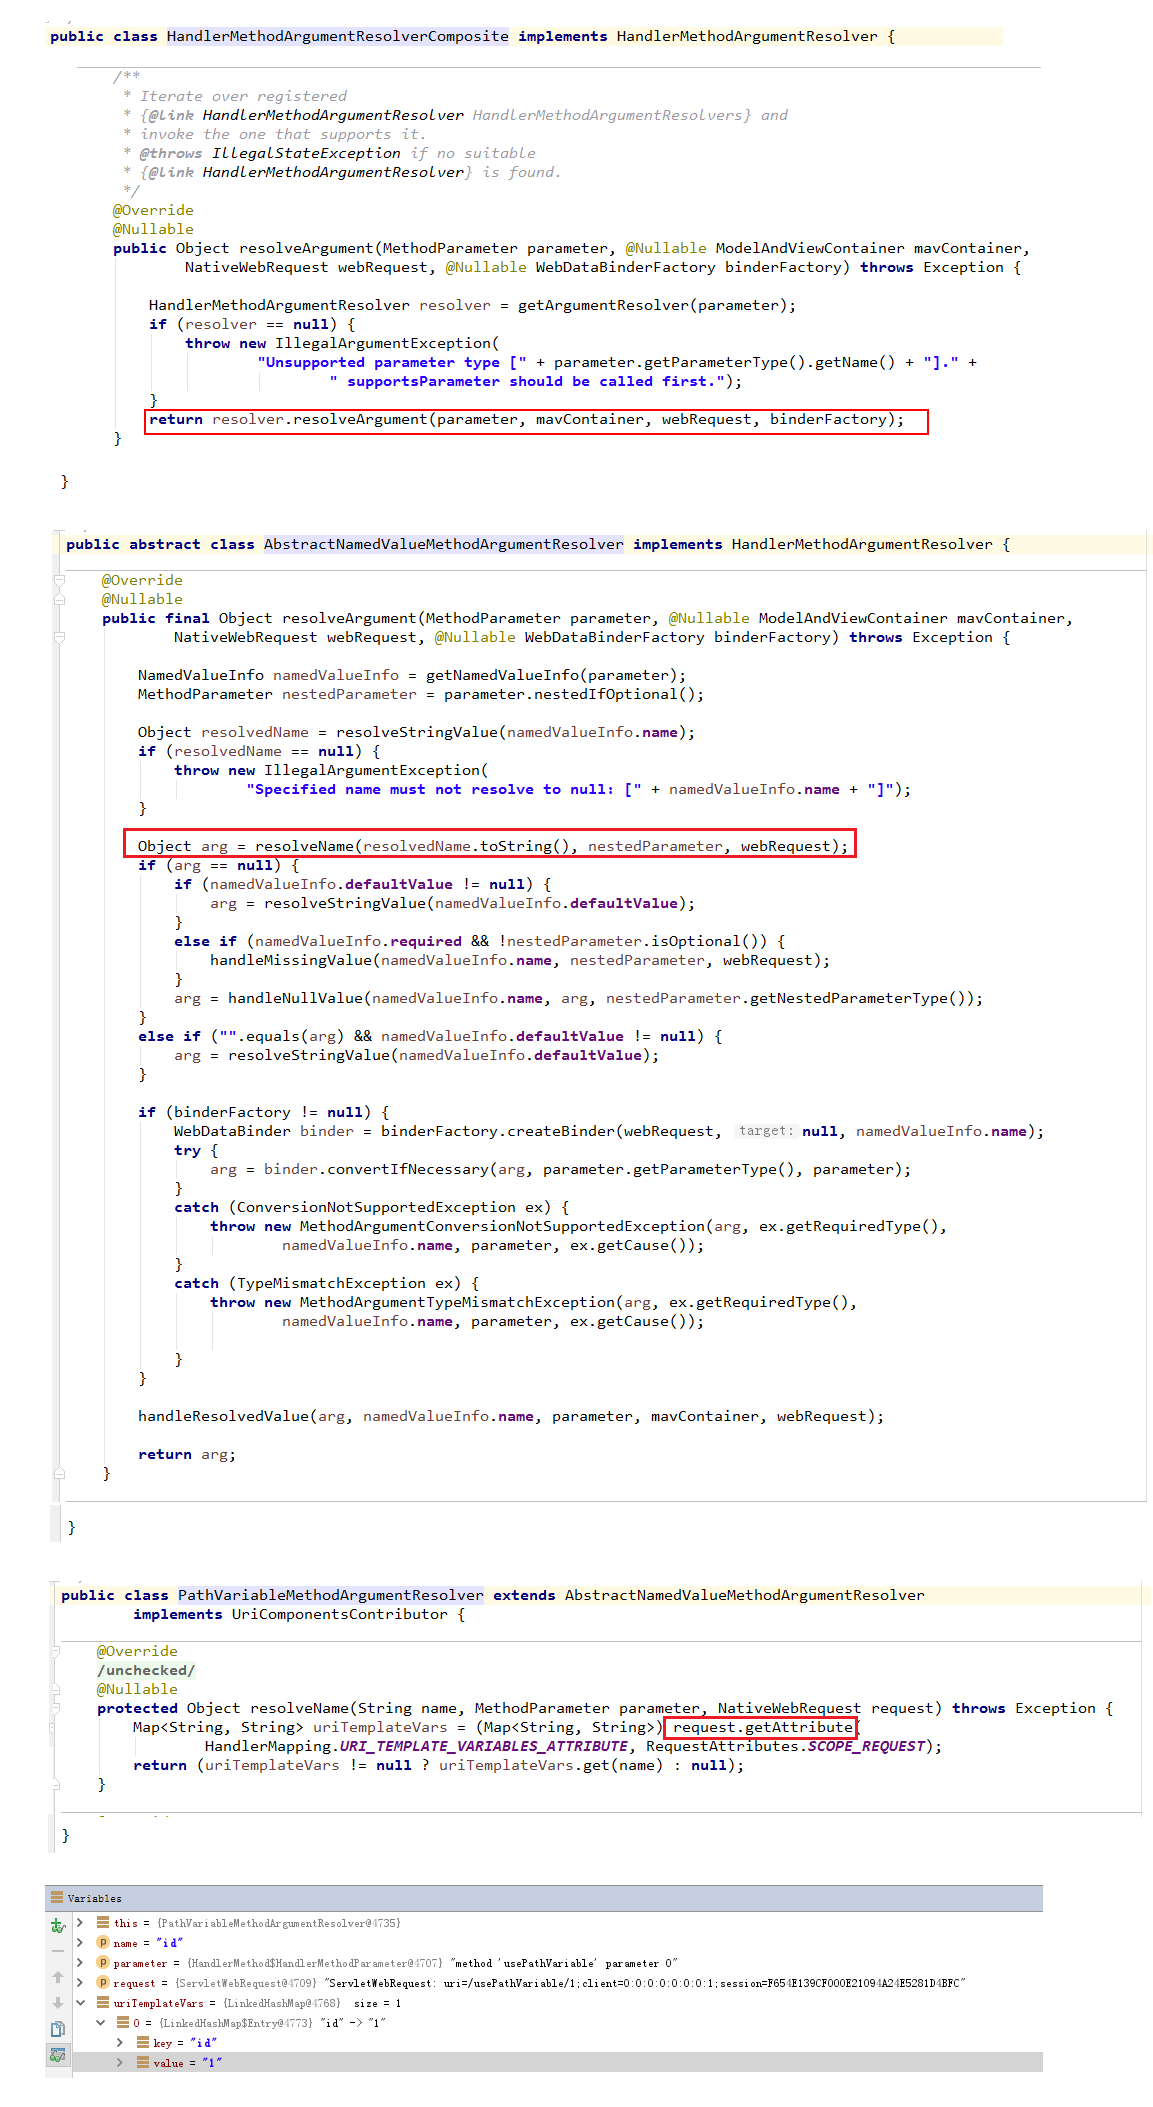 public class HandlerMethodArgumentResolverComposite implements HandlerMethodArgumentResolver {
/**
* Iterate over registered
* {@link HandlerMethodArgumentResolver HandlerMethodArgumentResolvers} and
* invoke the one that supports it.
* @throws IllegalStateException if no suitable
* {@link HandlerMethodArgumentResolver} is found.
*/
@Override
@Nullable
public Object resolveArgument(MethodParameter parameter, @Nullable ModelAndViewContainer mavContainer,
NativeWebRequest webRequest, @Nullable WebDataBinderFactory binderFactory) throws Exception {
HandlerMethodArgumentResolver resolver = getArgumentResolver(parameter);
if (resolver == null) {
throw new IllegalArgumentException(
"Unsupported parameter type [" + parameter.getParameterType().getName() + "]." +
" supportsParameter should be called first.");
}
return resolver.resolveArgument(parameter, mavContainer, webRequest, binderFactory);
}
}
public abstract class AbstractNamedValueMethodArgumentResolver implements HandlerMethodArgumentResolver {
@Override
@Nullable
public final Object resolveArgument(MethodParameter parameter, @Nullable ModelAndViewContainer mavContainer,
NativeWebRequest webRequest, @Nullable WebDataBinderFactory binderFactory) throws Exception {
NamedValueInfo namedValueInfo = getNamedValueInfo(parameter);
MethodParameter nestedParameter = parameter.nestedIfOptional();
Object resolvedName = resolveStringValue(namedValueInfo.name);
if (resolvedName == null) {
throw new IllegalArgumentException(
"Specified name must not resolve to null: [" + namedValueInfo.name + "]");
}
Object arg = resolveName(resolvedName.toString(), nestedParameter, webRequest);
if (arg == null) {
if (namedValueInfo.defaultValue != null) {
arg = resolveStringValue(namedValueInfo.defaultValue);
}
else if (namedValueInfo.required && !nestedParameter.isOptional()) {
handleMissingValue(namedValueInfo.name, nestedParameter, webRequest);
}
arg = handleNullValue(namedValueInfo.name, arg, nestedParameter.getNestedParameterType());
}
else if ("".equals(arg) && namedValueInfo.defaultValue != null) {
arg = resolveStringValue(namedValueInfo.defaultValue);
}
if (binderFactory != null) {
WebDataBinder binder = binderFactory.createBinder(webRequest, target: null, namedValueInfo.name);
try {
arg = binder.convertIfNecessary(arg, parameter.getParameterType(), parameter);
}
catch (ConversionNotSupportedException ex) {
throw new MethodArgumentConversionNotSupportedException(arg, ex.getRequiredType(),
namedValueInfo.name, parameter, ex.getCause());
}
catch (TypeMismatchException ex) {
throw new MethodArgumentTypeMismatchException(arg, ex.getRequiredType(),
namedValueInfo.name, parameter, ex.getCause());
}
}
handleResolvedValue(arg, namedValueInfo.name, parameter, mavContainer, webRequest);
return arg;
}
}
public class PathVariableMethodArgumentResolver extends AbstractNamedValueMethodArgumentResolver
implements UriComponentsContributor {
@Override
/unchecked/
@Nullable
protected Object resolveName(String name, MethodParameter parameter, NativeWebRequest request) throws Exception {
Map<String, String> uriTemplateVars = (Map<String, String>) request.getAttribute(
HandlerMapping.URI_TEMPLATE_VARIABLES_ATTRIBUTE, RequestAttributes.SCOPE_REQUEST);
return (uriTemplateVars != null ? uriTemplateVars.get(name) : null);
}
}
Variables
this = {PathVariableMethodArgumentResolver@4735}
p name = "id"
p parameter = {HandlerMethod$HandlerMethodParameter@4707} "method 'usePathVariable' parameter 0"
p request = {ServletWebRequest@4709} "ServletWebRequest: uri=/usePathVariable/1;client=0:0:0:0:0:0:0:1;session=F654E139CF000E21094A24E5281D4BFC"
uriTemplateVars = {LinkedHashMap@4768} size = 1
0 = {LinkedHashMap$Entry@4773} "id" -> "1"
key = "id"
value = "1"